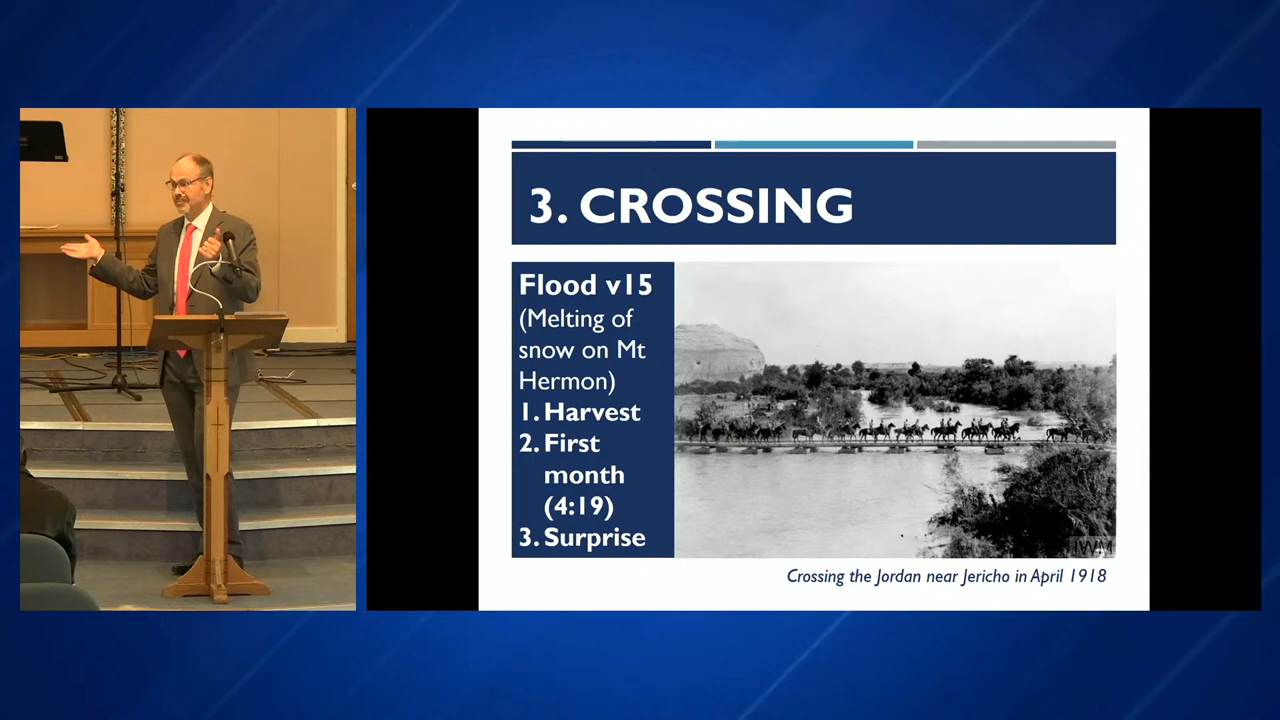 3. CROSSING
Flood v15
(Melting of
snow on Mt
Hermon)
1. Harvest
2. First
month
(4:19)
3. Surprise
IWM
Crossing the Jordan near Jericho in April 1918